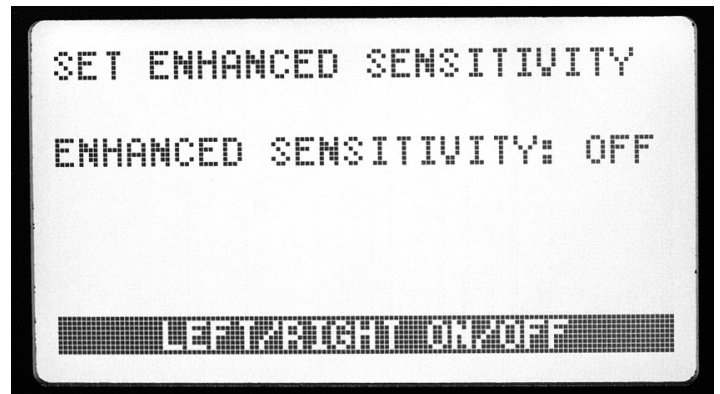 SET ENHANCED SENSITIVITY
ENHANCED SENSITIVITY: OFF
LEFT/RIGHT ON/OFF